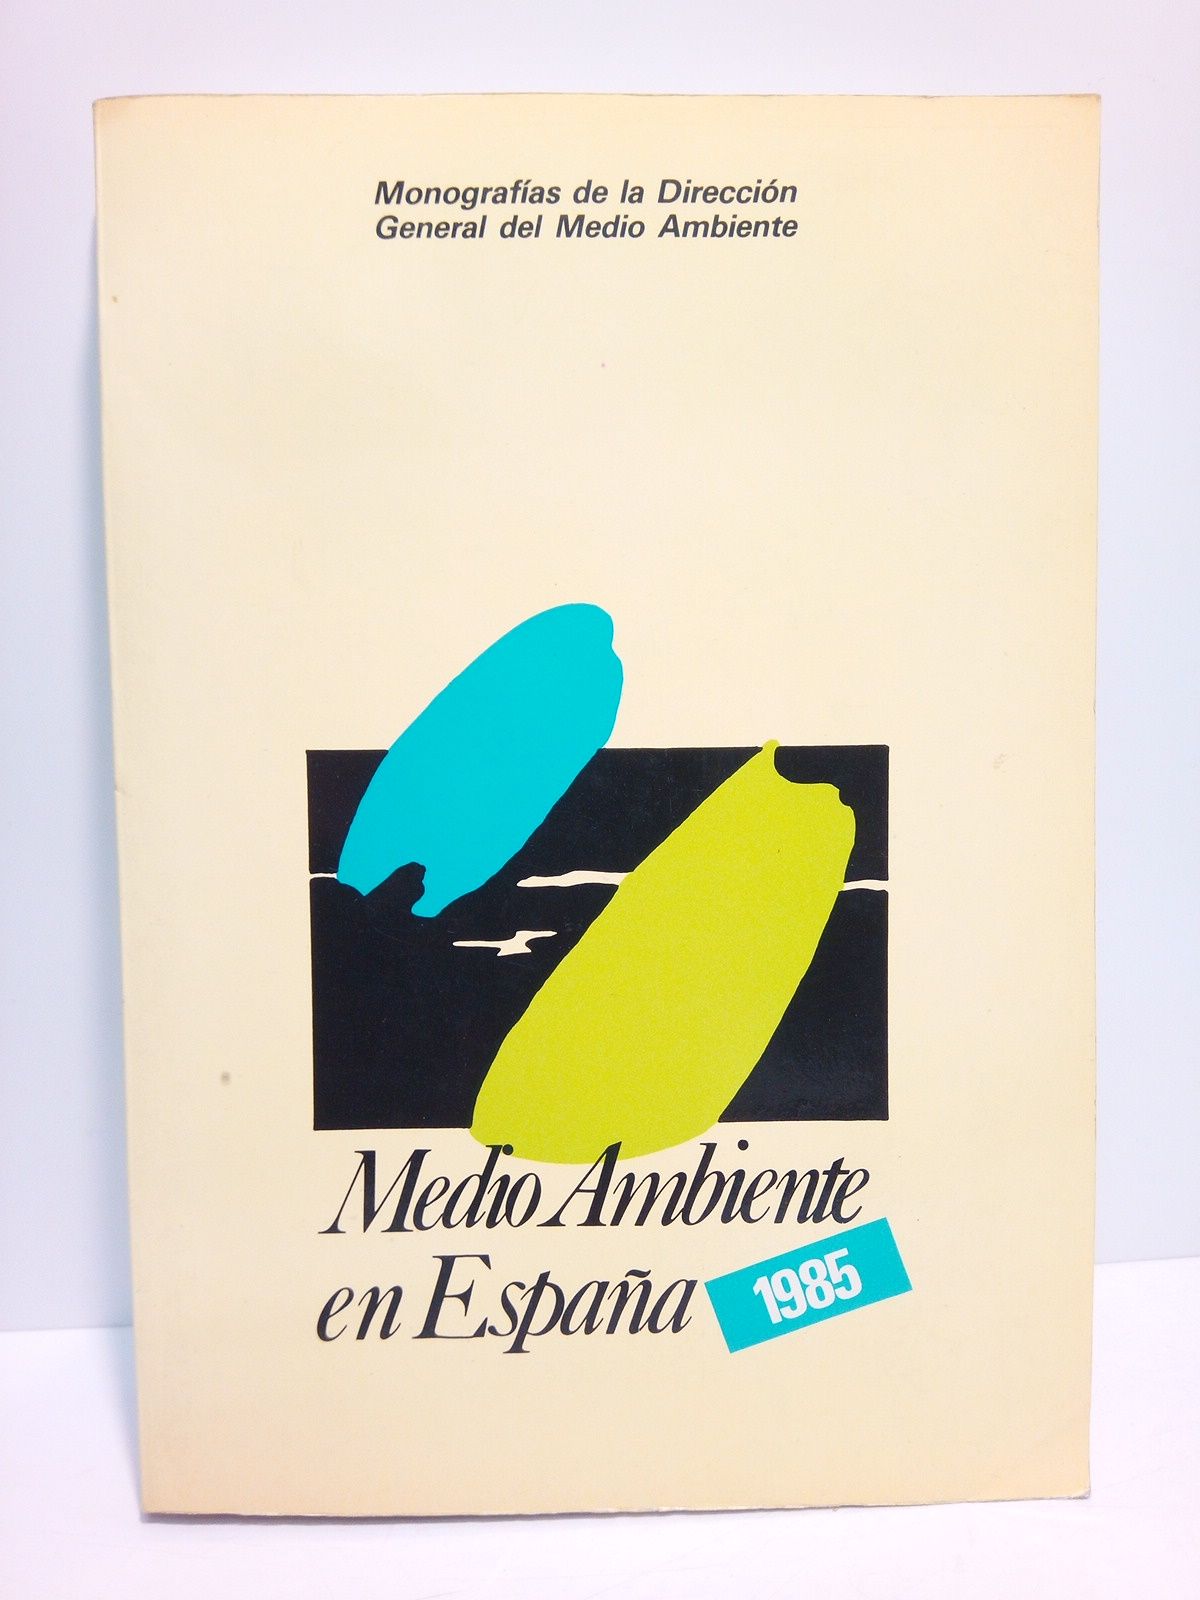 Monografías de la Dirección
General del Medio Ambiente
Medio Ambiente
en España
1985